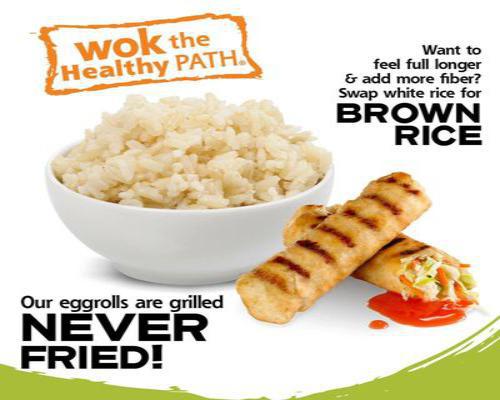 wok the
Healthy PATH®
Want to
feel full longer
& add more fiber?
Swap white rice for
BROWN
RICE
Our eggrolls are grilled
NEVER
FRIED!